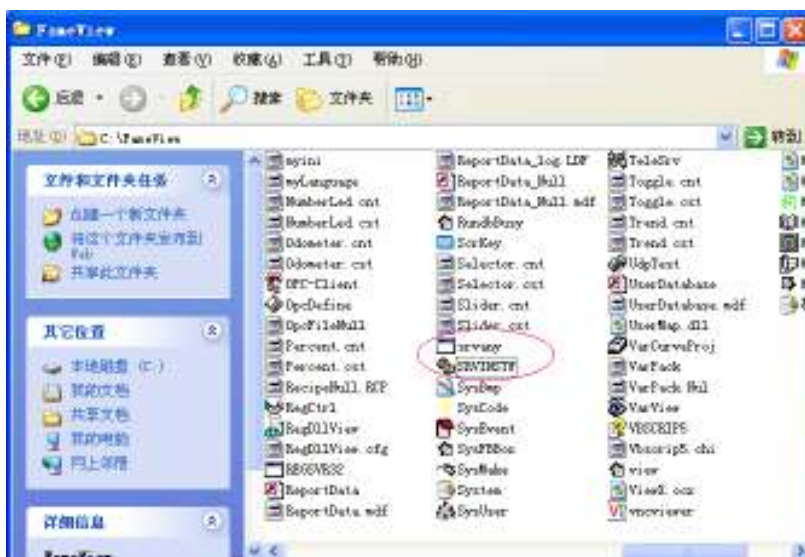 FameView
文件(F) 编辑(E) 查看(V) 收藏(A) 工具(T) 帮助(H)
后退 搜索 文件夹
地址(D) C:\FameView 转到
文件和文件夹任务
创建一个新文件夹
将这个文件夹发布到
Web
共享此文件夹
其它位置
本地磁盘 (C:)
我的文档
共享文档
我的电脑
网上邻居
详细信息
FameView
myini
myLanguage
NumberLed.cnt
NumberLed.cxt
Odometer.cnt
Odometer.cxt
OPC-Client
OpcDefine
OpcFileNull
Percent.cnt
Percent.cxt
RecipeNull.RCP
RegCtrl
RegDllView
RegDllView.cfg
REGSVR32
ReportData
ReportData.mdf
ReportData_log.LDF
ReportData_Null
ReportData_Null.mdf
RundbBusy
ScrKey
Selector.cnt
Selector.cxt
Slider.cnt
Slider.cxt
srvany
SRVINSTW
SysBmp
SysCode
SysEvent
SysFBBox
SysMake
System
SysUser
TeleSrv
Toggle.cnt
Toggle.cxt
Trend.cnt
Trend.cxt
UdpTest
UserDatabase
UserDatabase.mdf
UserMap.dll
VarCurveProj
VarPack
VarPack.Nul
VarView
VBSCRIP5
Vbscrip5.chi
view
ViewX.ocx
vncviewer